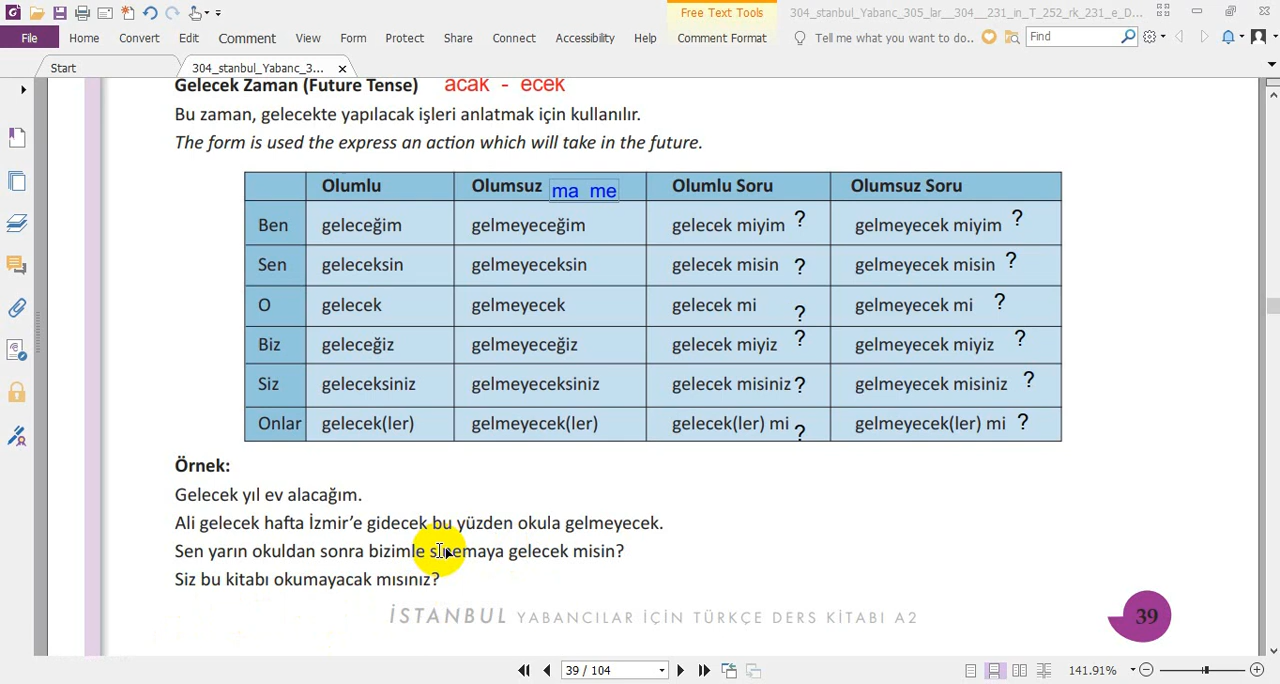 Free Text Tools
304_stanbul_Yabanc_305_lar__304__231_in_T_252_rk_231_e_D...
File Home Convert Edit Comment View Form Protect Share Connect Accessibility Help Comment Format Tell me what you want to do.. Find
Start 304_stanbul_Yabanc_3...
Gelecek Zaman (Future Tense) acak - ecek
Bu zaman, gelecekte yapılacak işleri anlatmak için kullanılır.
The form is used the express an action which will take in the future.
Olumlu Olumsuz ma me Olumlu Soru Olumsuz Soru
Ben geleceğim gelmeyeceğim gelecek miyim ? gelmeyecek miyim ?
Sen geleceksin gelmeyeceksin gelecek misin ? gelmeyecek misin ?
O gelecek gelmeyecek gelecek mi ? gelmeyecek mi ?
Biz geleceğiz gelmeyeceğiz gelecek miyiz ? gelmeyecek miyiz ?
Siz geleceksiniz gelmeyeceksiniz gelecek misiniz ? gelmeyecek misiniz ?
Onlar gelecek(ler) gelmeyecek(ler) gelecek(ler) mi ? gelmeyecek(ler) mi ?
Örnek:
Gelecek yıl ev alacağım.
Ali gelecek hafta İzmir’e gidecek bu yüzden okula gelmeyecek.
Sen yarın okuldan sonra bizimle sinemaya gelecek misin?
Siz bu kitabı okumayacak mısınız?
İSTANBUL YABANCILAR İÇİN TÜRKÇE DERS KİTABI A2
39
39 / 104
141.91%